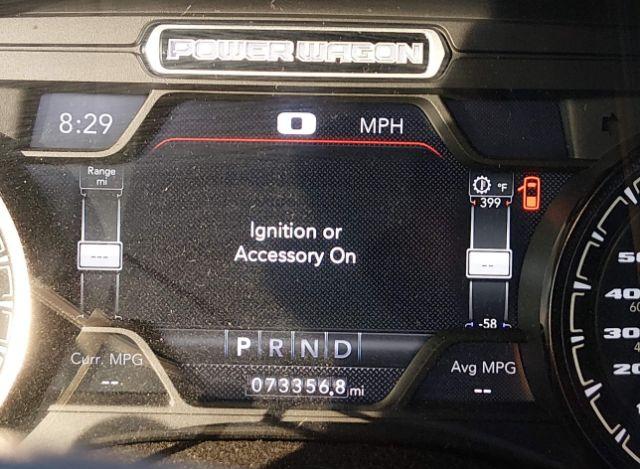 POWER WAGON
8:29
0 MPH
Range
mi
---
°F
399
Ignition or
Accessory On
--
-58
P R N D
Curr. MPG
--
073356.8 mi
Avg MPG
--